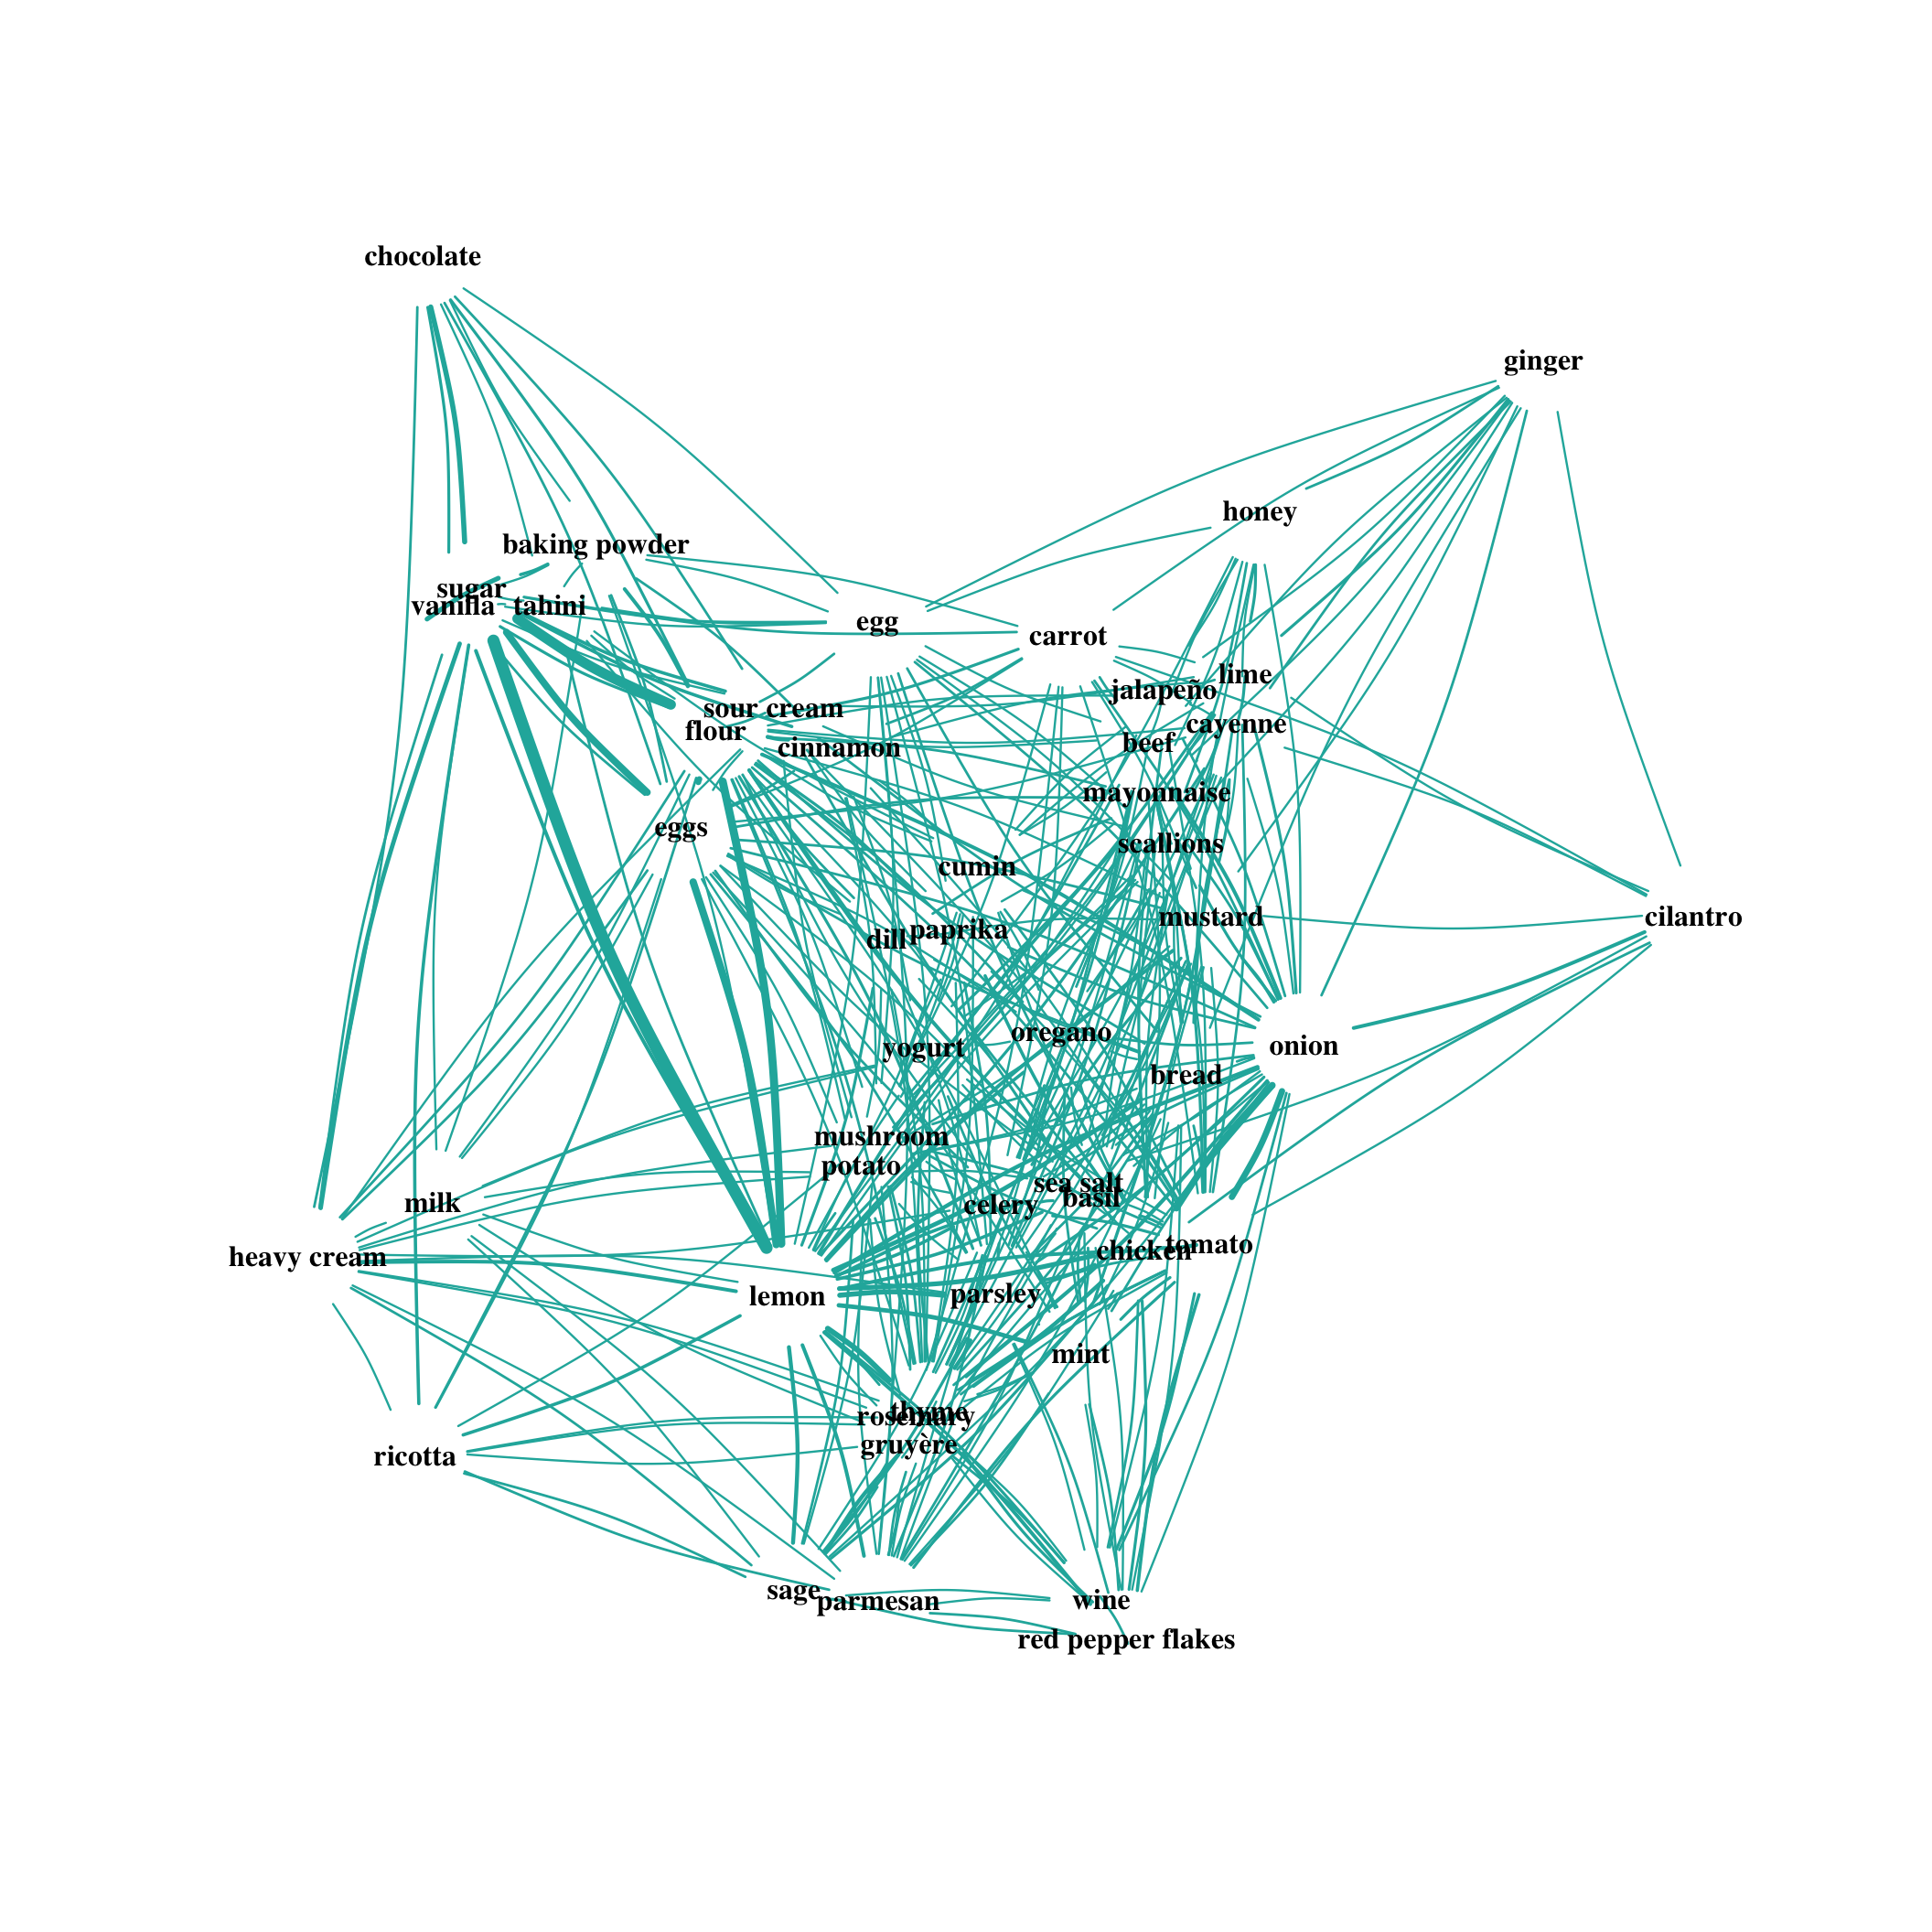 chocolate
ginger
honey
baking powder
sugar
vanilla
tahini
egg
carrot
lime
jalapeño
sour cream
flour
cayenne
beef
cinnamon
mayonnaise
eggs
scallions
cumin
mustard
cilantro
paprika
dill
oregano
onion
yogurt
bread
mushroom
potato
sea salt
basil
milk
celery
tomato
chicken
heavy cream
parsley
lemon
mint
thyme
rosemary
gruyère
ricotta
sage
parmesan
wine
red pepper flakes